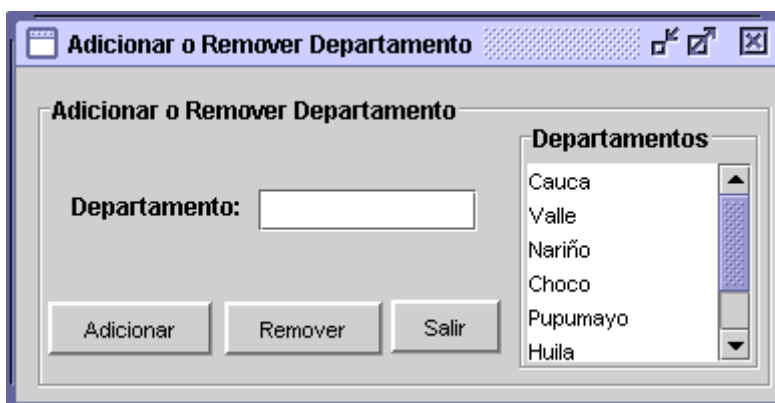 Adicionar o Remover Departamento
Adicionar o Remover Departamento
Departamento:
Adicionar
Remover
Salir
Departamentos
Cauca
Valle
Nariño
Choco
Pupumayo
Huila